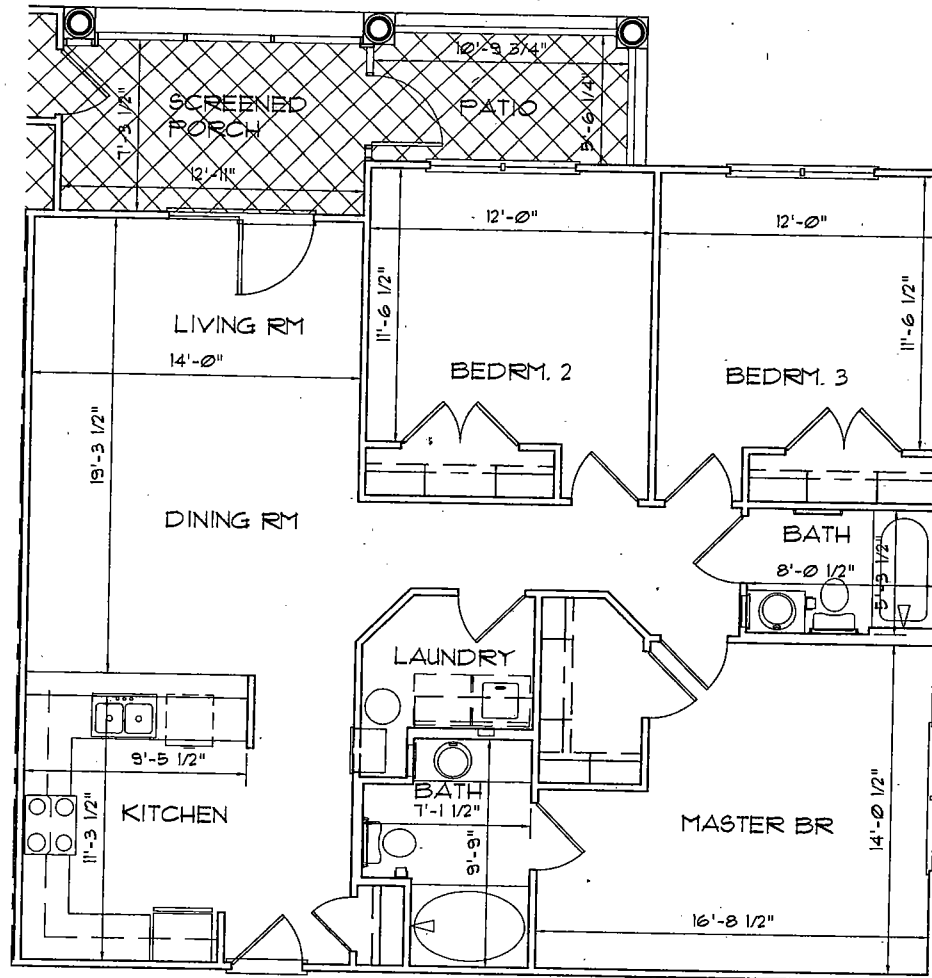 10'-9 3/4"
SCREENED
PORCH
PATIO
7'-3 1/2"
5'-6 1/4"
12'-11"
12'-0"
12'-0"
11'-6 1/2"
11'-6 1/2"
LIVING RM
14'-0"
BEDRM. 2
BEDRM. 3
19'-3 1/2"
DINING RM
BATH
8'-0 1/2"
5'-3 1/2"
LAUNDRY
9'-5 1/2"
KITCHEN
11'-3 1/2"
BATH
7'-1 1/2"
9'-9"
MASTER BR
14'-0 1/2"
16'-8 1/2"